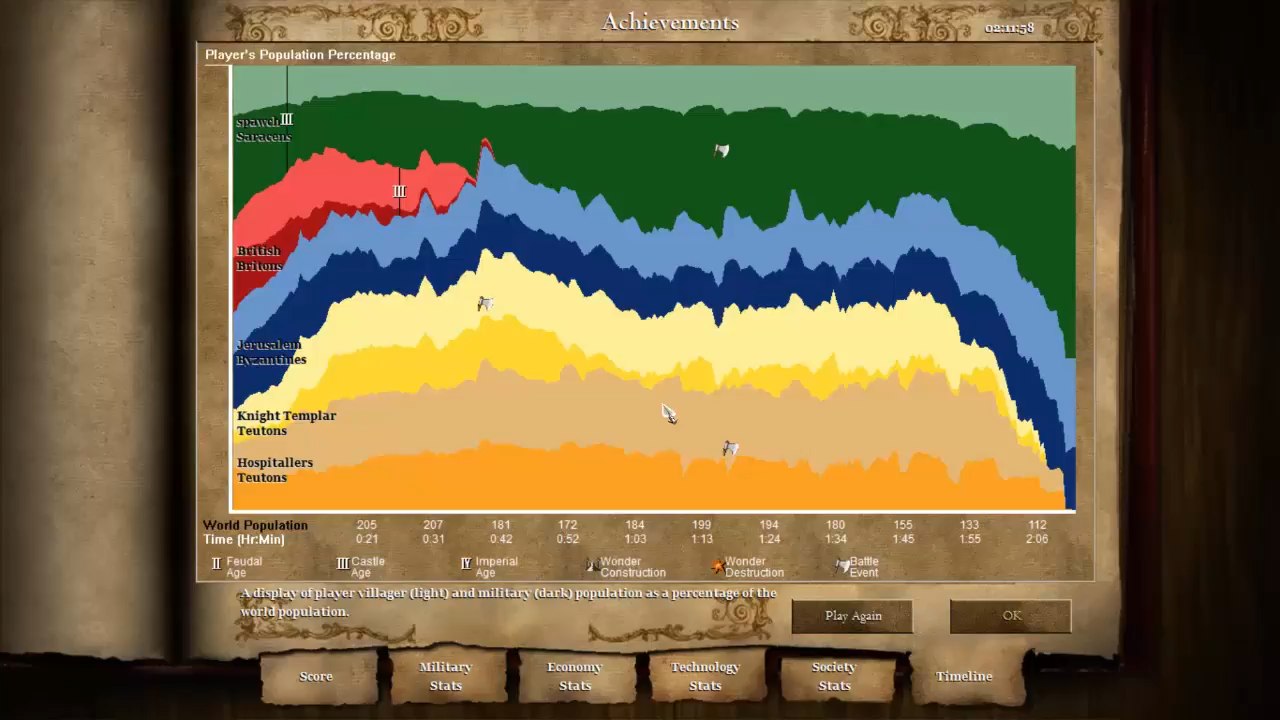 Achievements
02:11:58
Player's Population Percentage
spawch
Saracens
III
III
British
Britons
Jerusalem
Byzantines
Knight Templar
Teutons
Hospitallers
Teutons
World Population 205 207 181 172 184 199 194 180 155 133 112
Time (Hr:Min) 0:21 0:31 0:42 0:52 1:03 1:13 1:24 1:34 1:45 1:55 2:06
II Feudal Age
III Castle Age
IV Imperial Age
Wonder Construction
Wonder Destruction
Battle Event
A display of player villager (light) and military (dark) population as a percentage of the
world population.
Play Again
OK
Score
Military Stats
Economy Stats
Technology Stats
Society Stats
Timeline